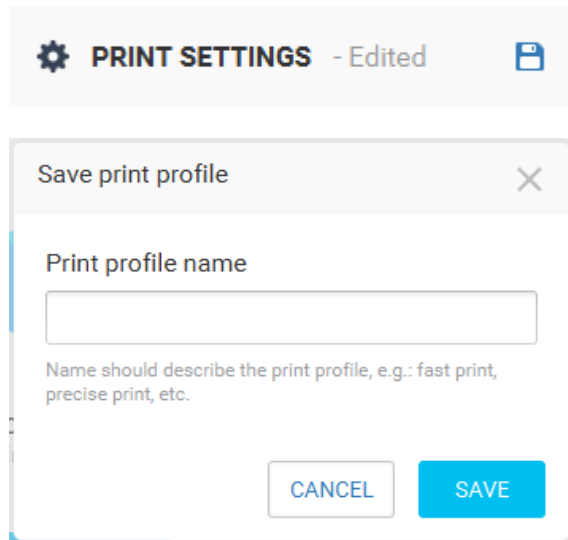 PRINT SETTINGS - Edited
Save print profile
Print profile name
Name should describe the print profile, e.g.: fast print,
precise print, etc.
CANCEL SAVE